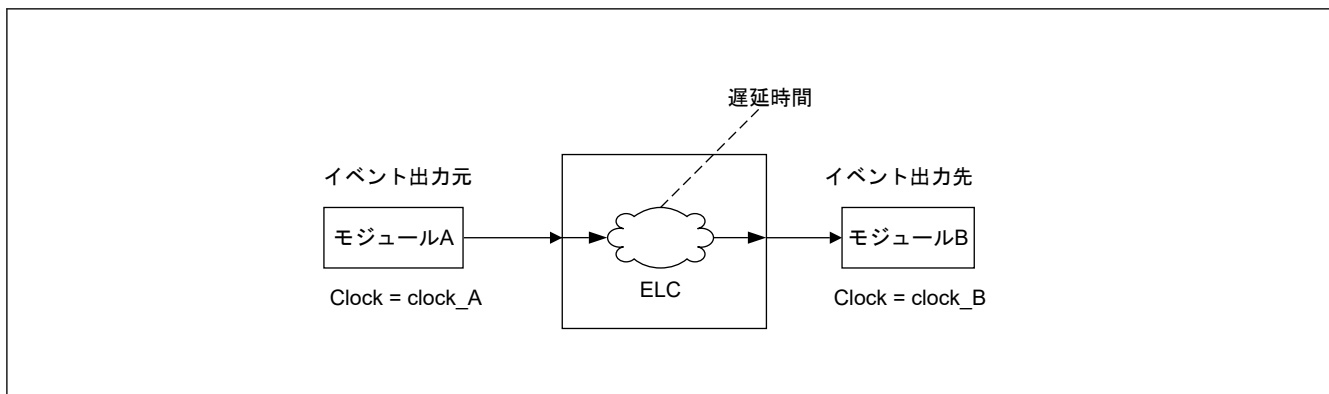 遅延時間
イベント出力元
イベント出力先
モジュールA
モジュールB
ELC
Clock = clock_A
Clock = clock_B